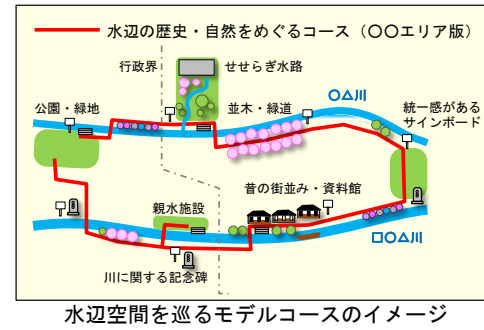 水辺の歴史・自然をめぐるコース（〇〇エリア版）
行政界
せせらぎ水路
公園・緑地
並木・緑道
〇△川
統一感がある
サインボード
昔の街並み・資料館
親水施設
□〇△川
川に関する記念碑
水辺空間を巡るモデルコースのイメージ